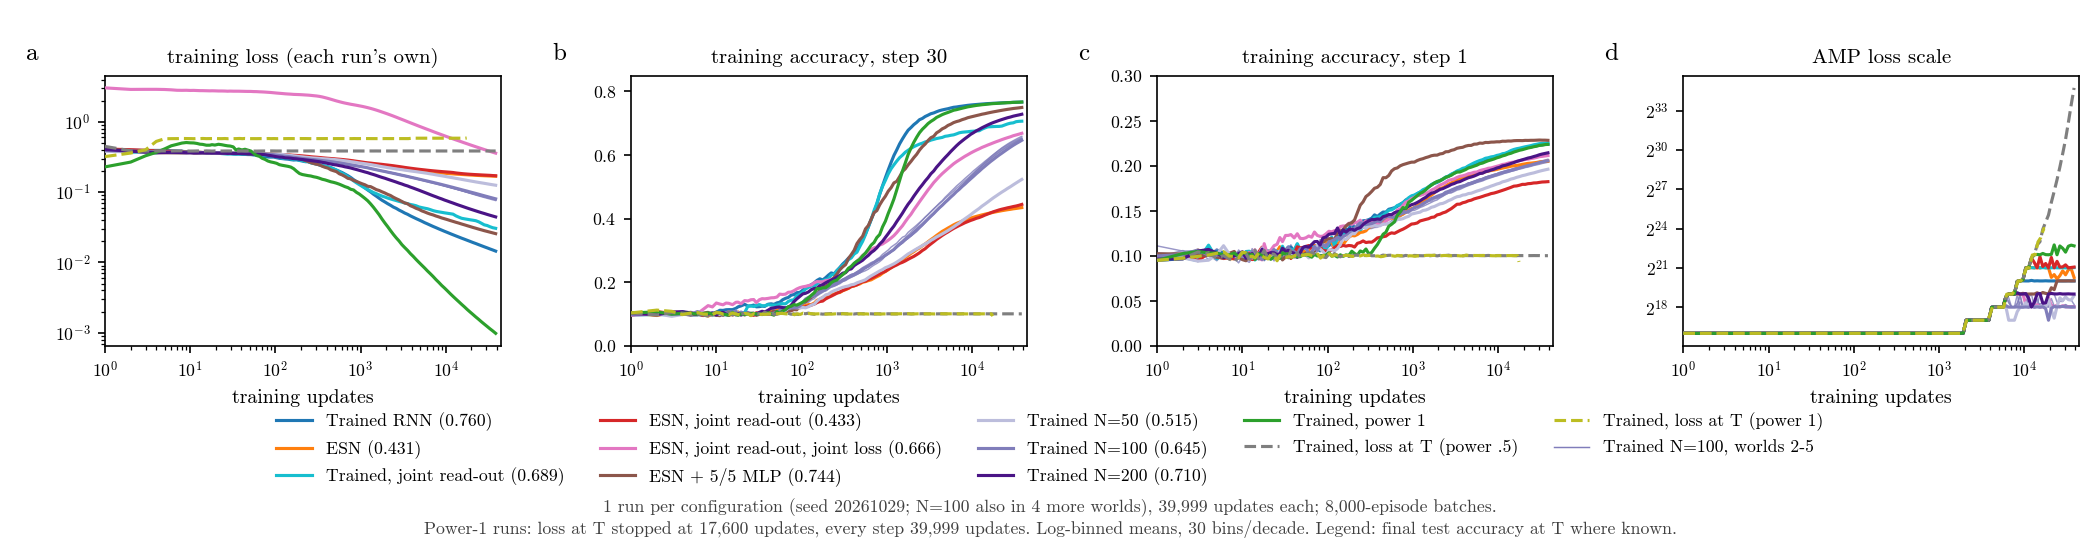 a
training loss (each run's own)
10^0
10^-1
10^-2
10^-3
10^0 10^1 10^2 10^3 10^4
training updates
b
training accuracy, step 30
0.8
0.6
0.4
0.2
0.0
10^0 10^1 10^2 10^3 10^4
training updates
c
training accuracy, step 1
0.30
0.25
0.20
0.15
0.10
0.05
0.00
10^0 10^1 10^2 10^3 10^4
training updates
d
AMP loss scale
2^33
2^30
2^27
2^24
2^21
2^18
10^0 10^1 10^2 10^3 10^4
training updates
Trained RNN (0.760)
ESN (0.431)
Trained, joint read-out (0.689)
ESN, joint read-out (0.433)
ESN, joint read-out, joint loss (0.666)
ESN + 5/5 MLP (0.744)
Trained N=50 (0.515)
Trained N=100 (0.645)
Trained N=200 (0.710)
Trained, power 1
Trained, loss at T (power .5)
Trained, loss at T (power 1)
Trained N=100, worlds 2-5
1 run per configuration (seed 20261029; N=100 also in 4 more worlds), 39,999 updates each; 8,000-episode batches.
Power-1 runs: loss at T stopped at 17,600 updates, every step 39,999 updates. Log-binned means, 30 bins/decade. Legend: final test accuracy at T where known.